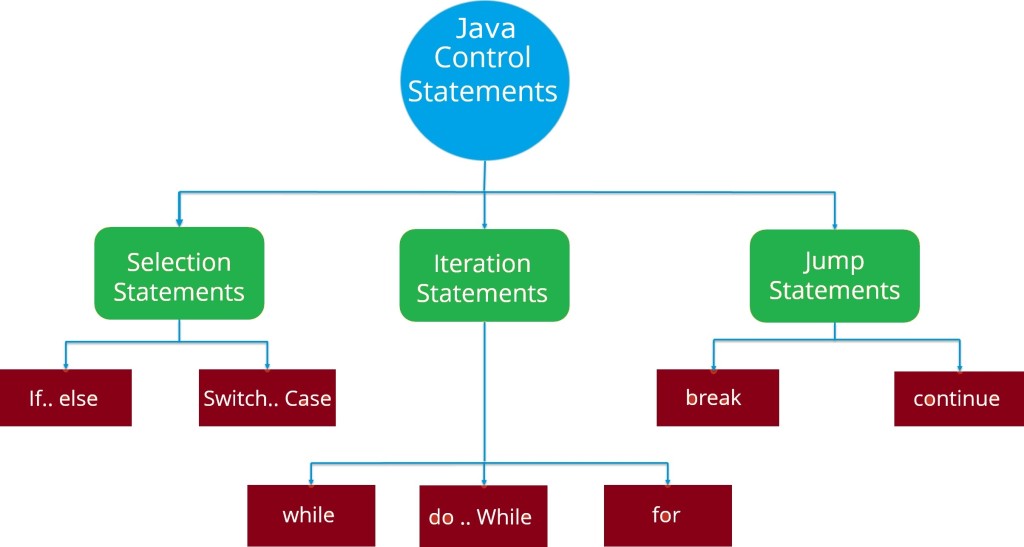 Java
Control
Statements
Selection
Statements
Iteration
Statements
Jump
Statements
If.. else
Switch.. Case
break
continue
while
do .. While
for